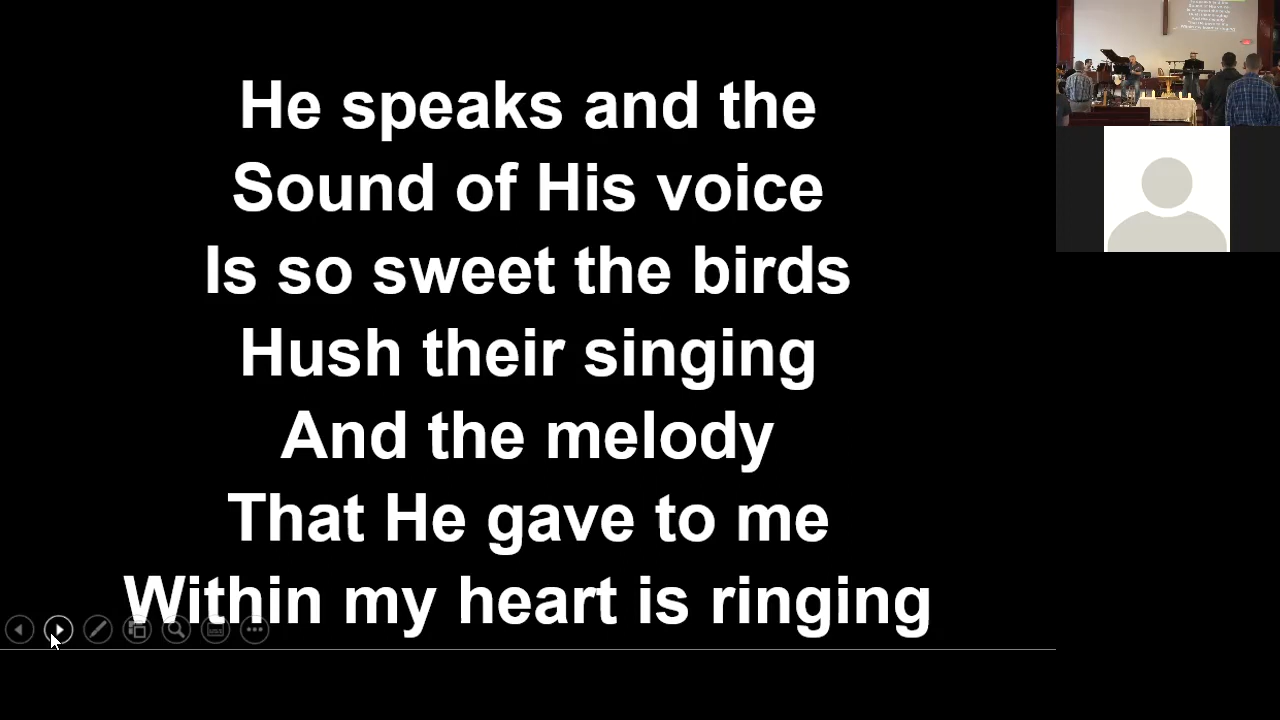 He speaks and the
Sound of His voice
Is so sweet the birds
Hush their singing
And the melody
That He gave to me
Within my heart is ringing